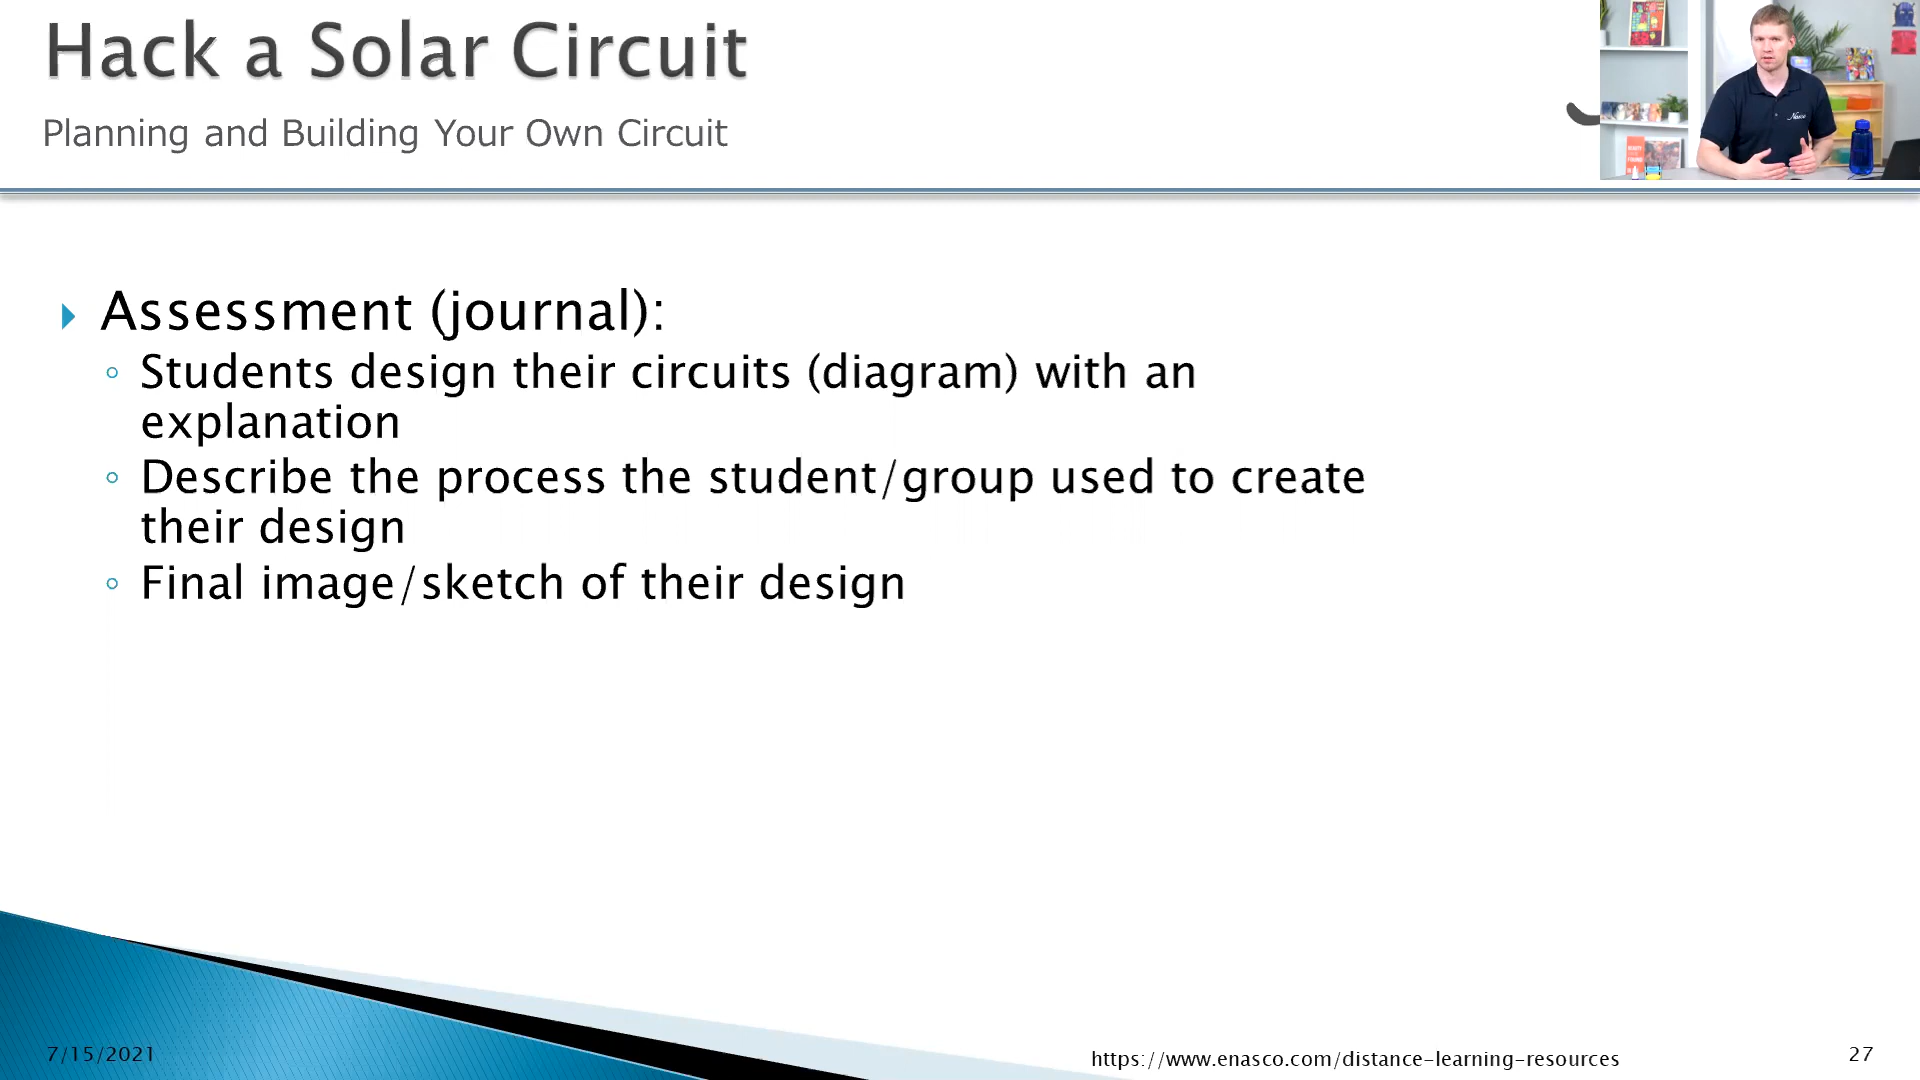 Hack a Solar Circuit
Planning and Building Your Own Circuit
Nasco
Assessment (journal):
Students design their circuits (diagram) with an
explanation
Describe the process the student/group used to create
their design
Final image/sketch of their design
7/15/2021
https://www.enasco.com/distance-learning-resources
27